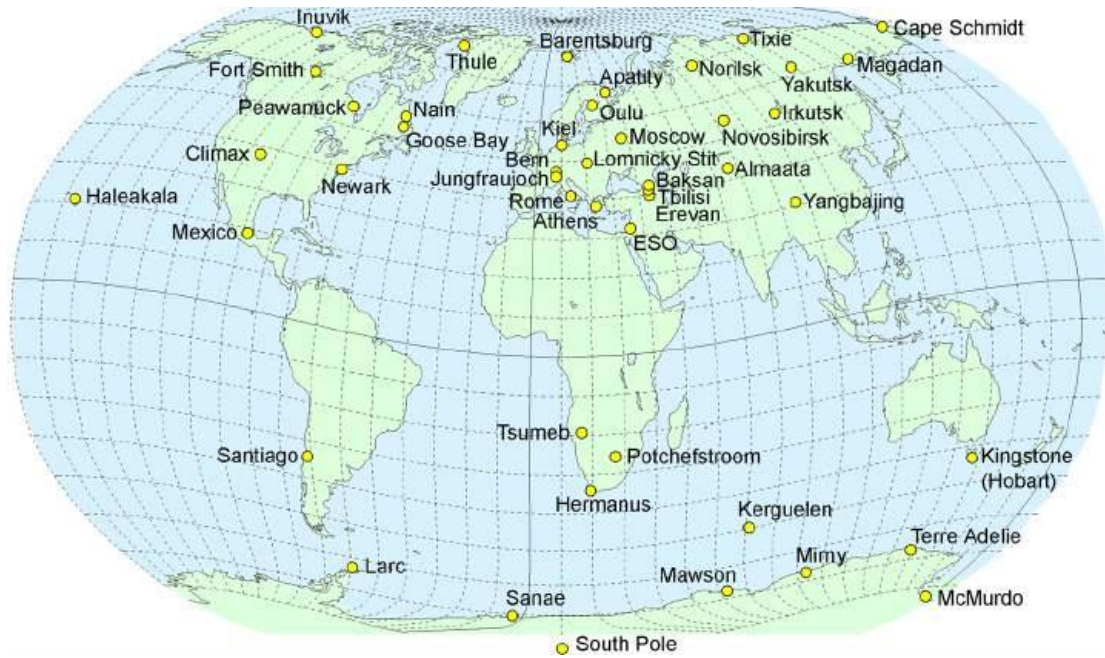 Inuvik
Cape Schmidt
Tixie
Barentsburg
Thule
Magadan
Norilsk
Fort Smith
Yakutsk
Apatity
Peawanuck
Nain
Oulu
Irkutsk
Kiel
Moscow
Novosibirsk
Goose Bay
Climax
Bern
Lomnicky Stit
Almaata
Newark
Jungfraujoch
Baksan
Haleakala
Rome
Tbilisi
Yangbajing
Erevan
Athens
Mexico
ESO
Tsumeb
Santiago
Potchefstroom
Kingstone
(Hobart)
Hermanus
Kerguelen
Terre Adelie
Mirny
Larc
Mawson
Sanae
McMurdo
South Pole